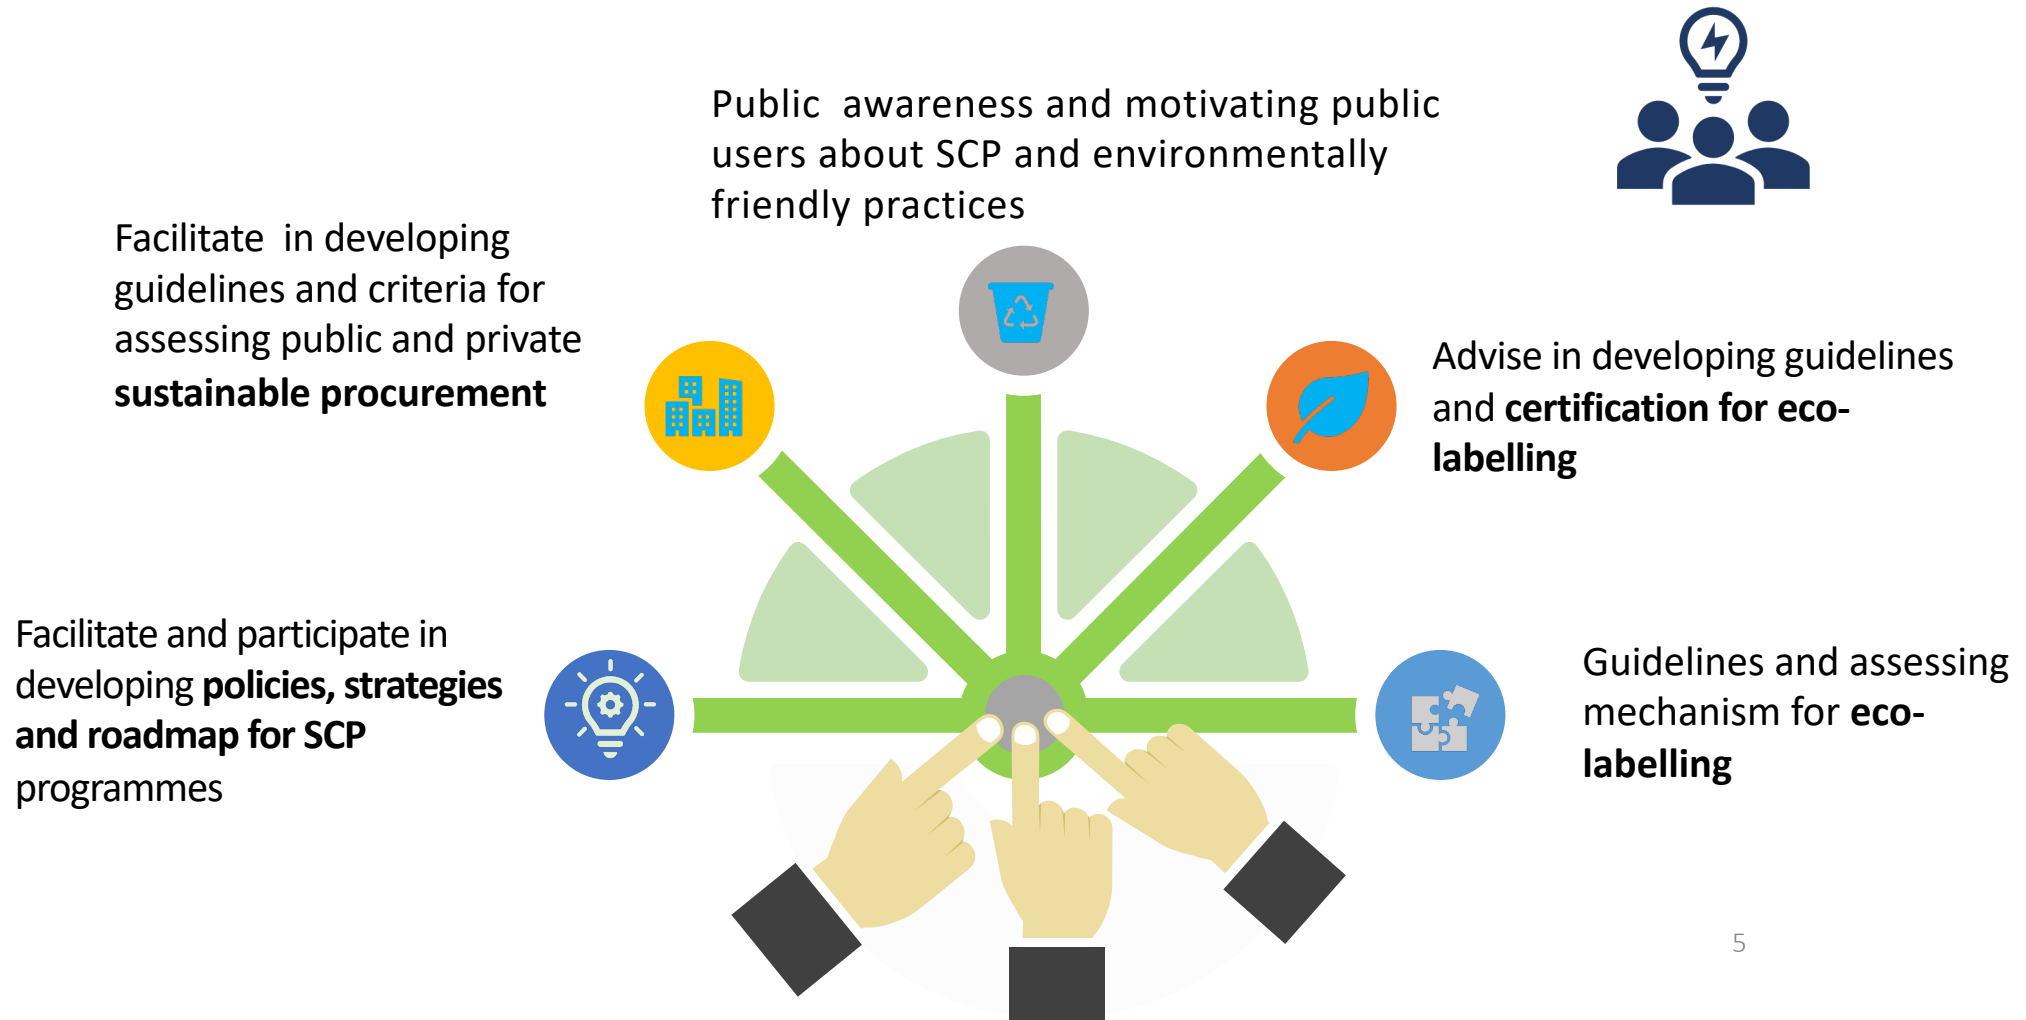 Public awareness and motivating public
users about SCP and environmentally
friendly practices
Facilitate in developing
guidelines and criteria for
assessing public and private
sustainable procurement
Advise in developing guidelines
and certification for eco-
labelling
Facilitate and participate in
developing policies, strategies
and roadmap for SCP
programmes
Guidelines and assessing
mechanism for eco-
labelling
5